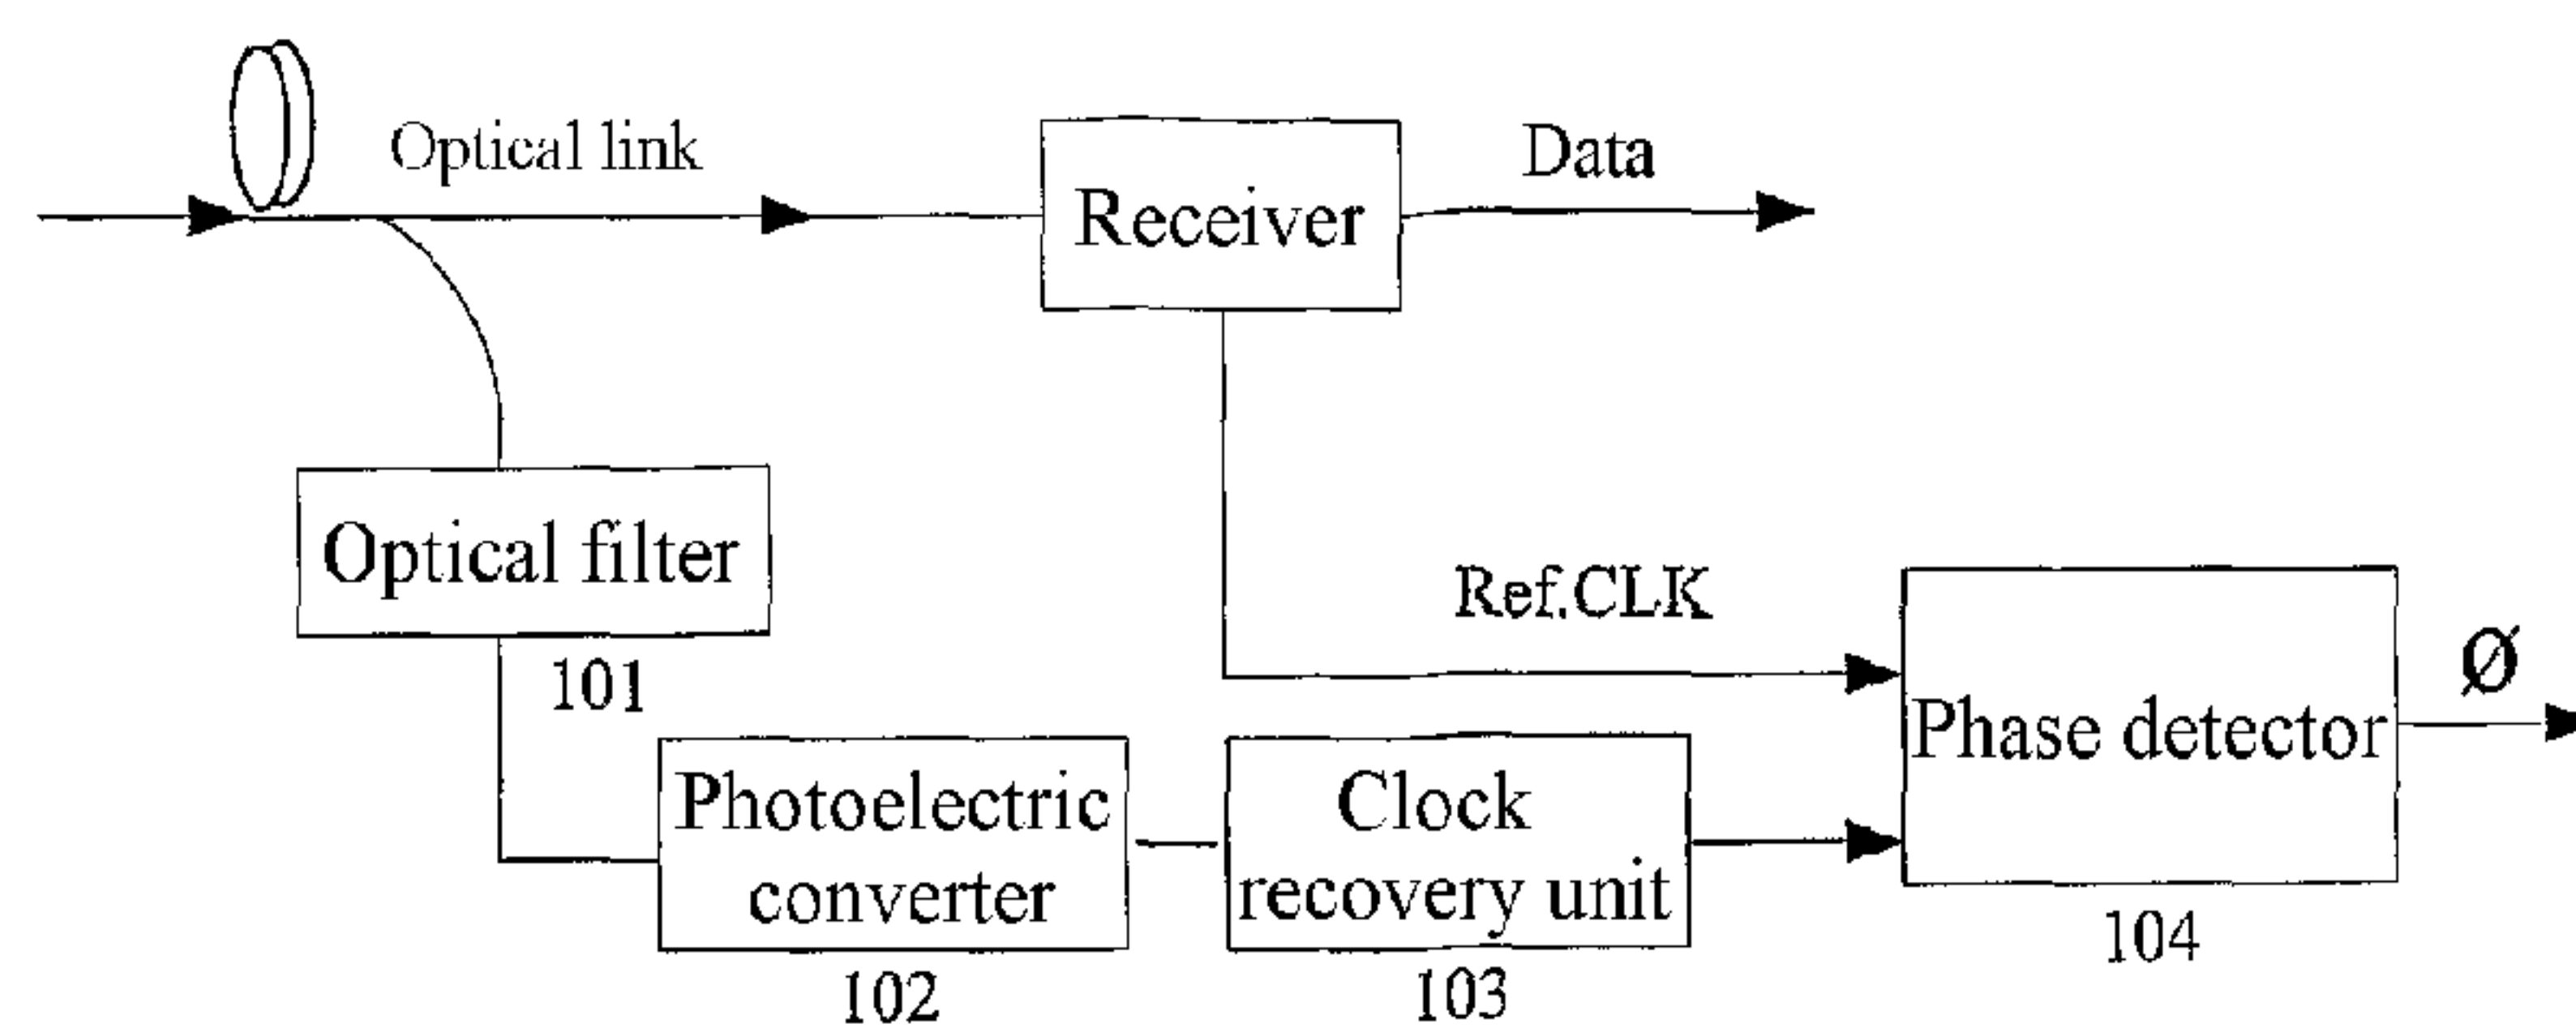 Optical link
Receiver
Data
Optical filter
101
Ref.CLK
Phase detector
Ø
104
Photoelectric
converter
102
Clock
recovery unit
103